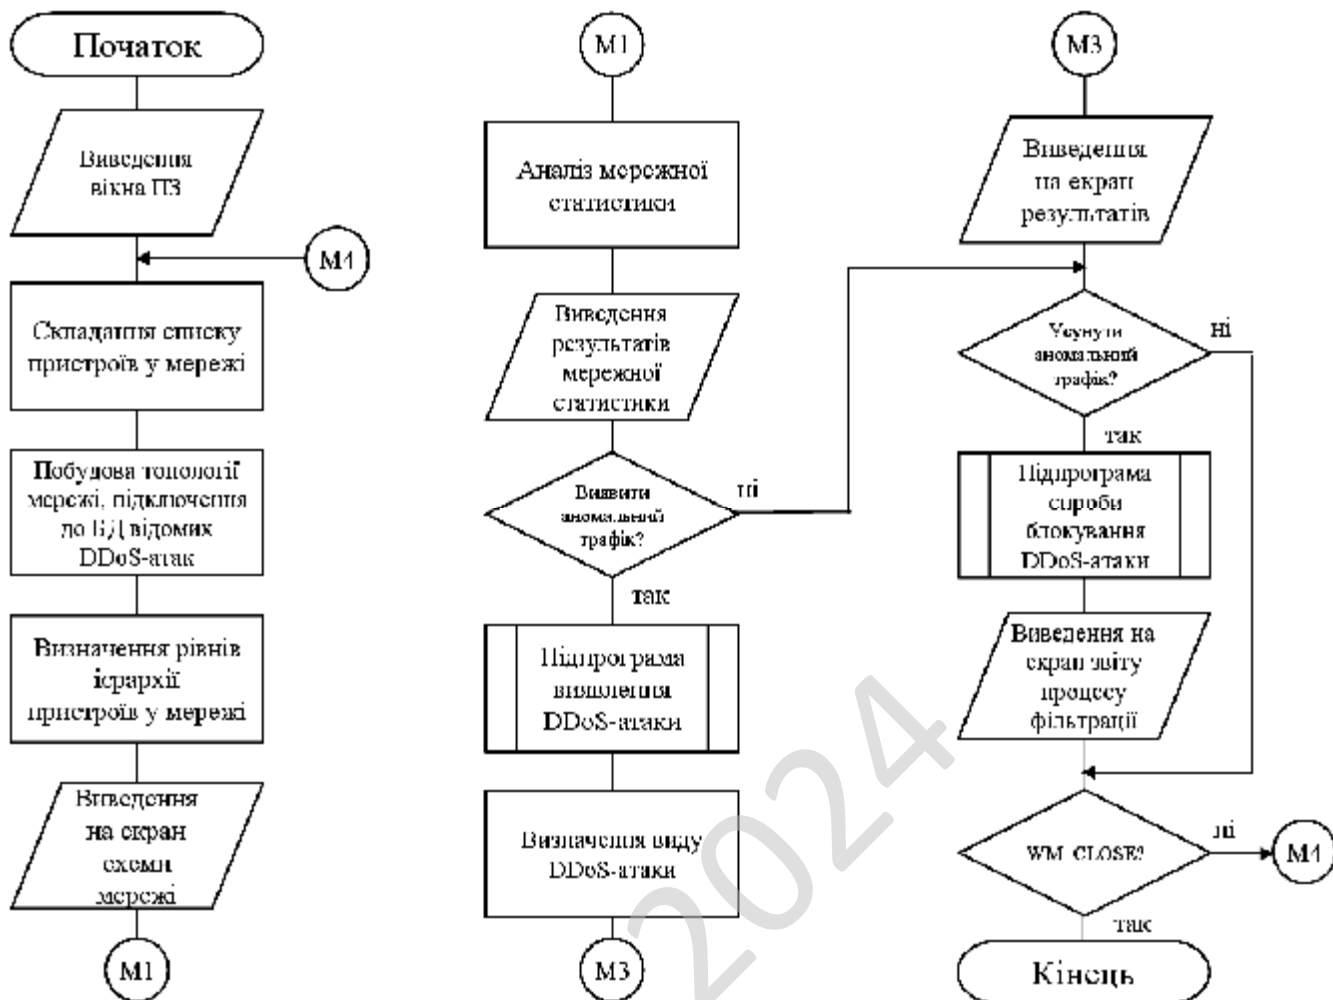 Початок
Виведення
вікна ПЗ
М4
Складання списку
пристроїв у мережі
Побудова топології
мережі, підключення
до БД відомих
DDoS-атак
Визначення рівнів
ієрархії
пристроїв у мережі
Виведення
на екран
схеми
мережі
М1
М1
Аналіз мережної
статистики
Виведення
результатів
мережної
статистики
Виявити
аномальний
трафік?
ні
так
Підпрограма
виявлення
DDoS-атаки
Визначення виду
DDoS-атаки
М3
М3
Виведення
на екран
результатів
Усунути
аномальний
трафік?
ні
так
Підпрограма
спроби
блокування
DDoS-атаки
Виведення на
екран звіту
процесу
фільтрації
WM_CLOSE?
ні
М4
так
Кінець
2024